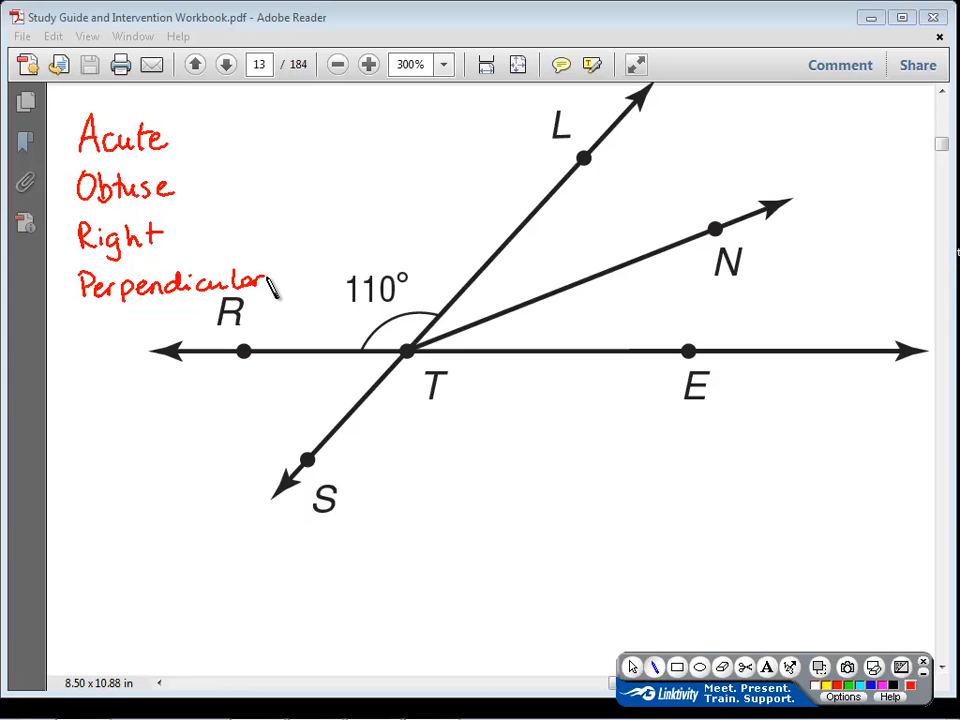 Study Guide and Intervention Workbook.pdf - Adobe Reader
File Edit View Window Help
13 / 184 300% Comment Share
Acute
Obtuse
Right
Perpendicular
L
N
110°
R
T
E
S
8.50 x 10.88 in
Linktivity Meet. Present. Train. Support.
A
Options Help